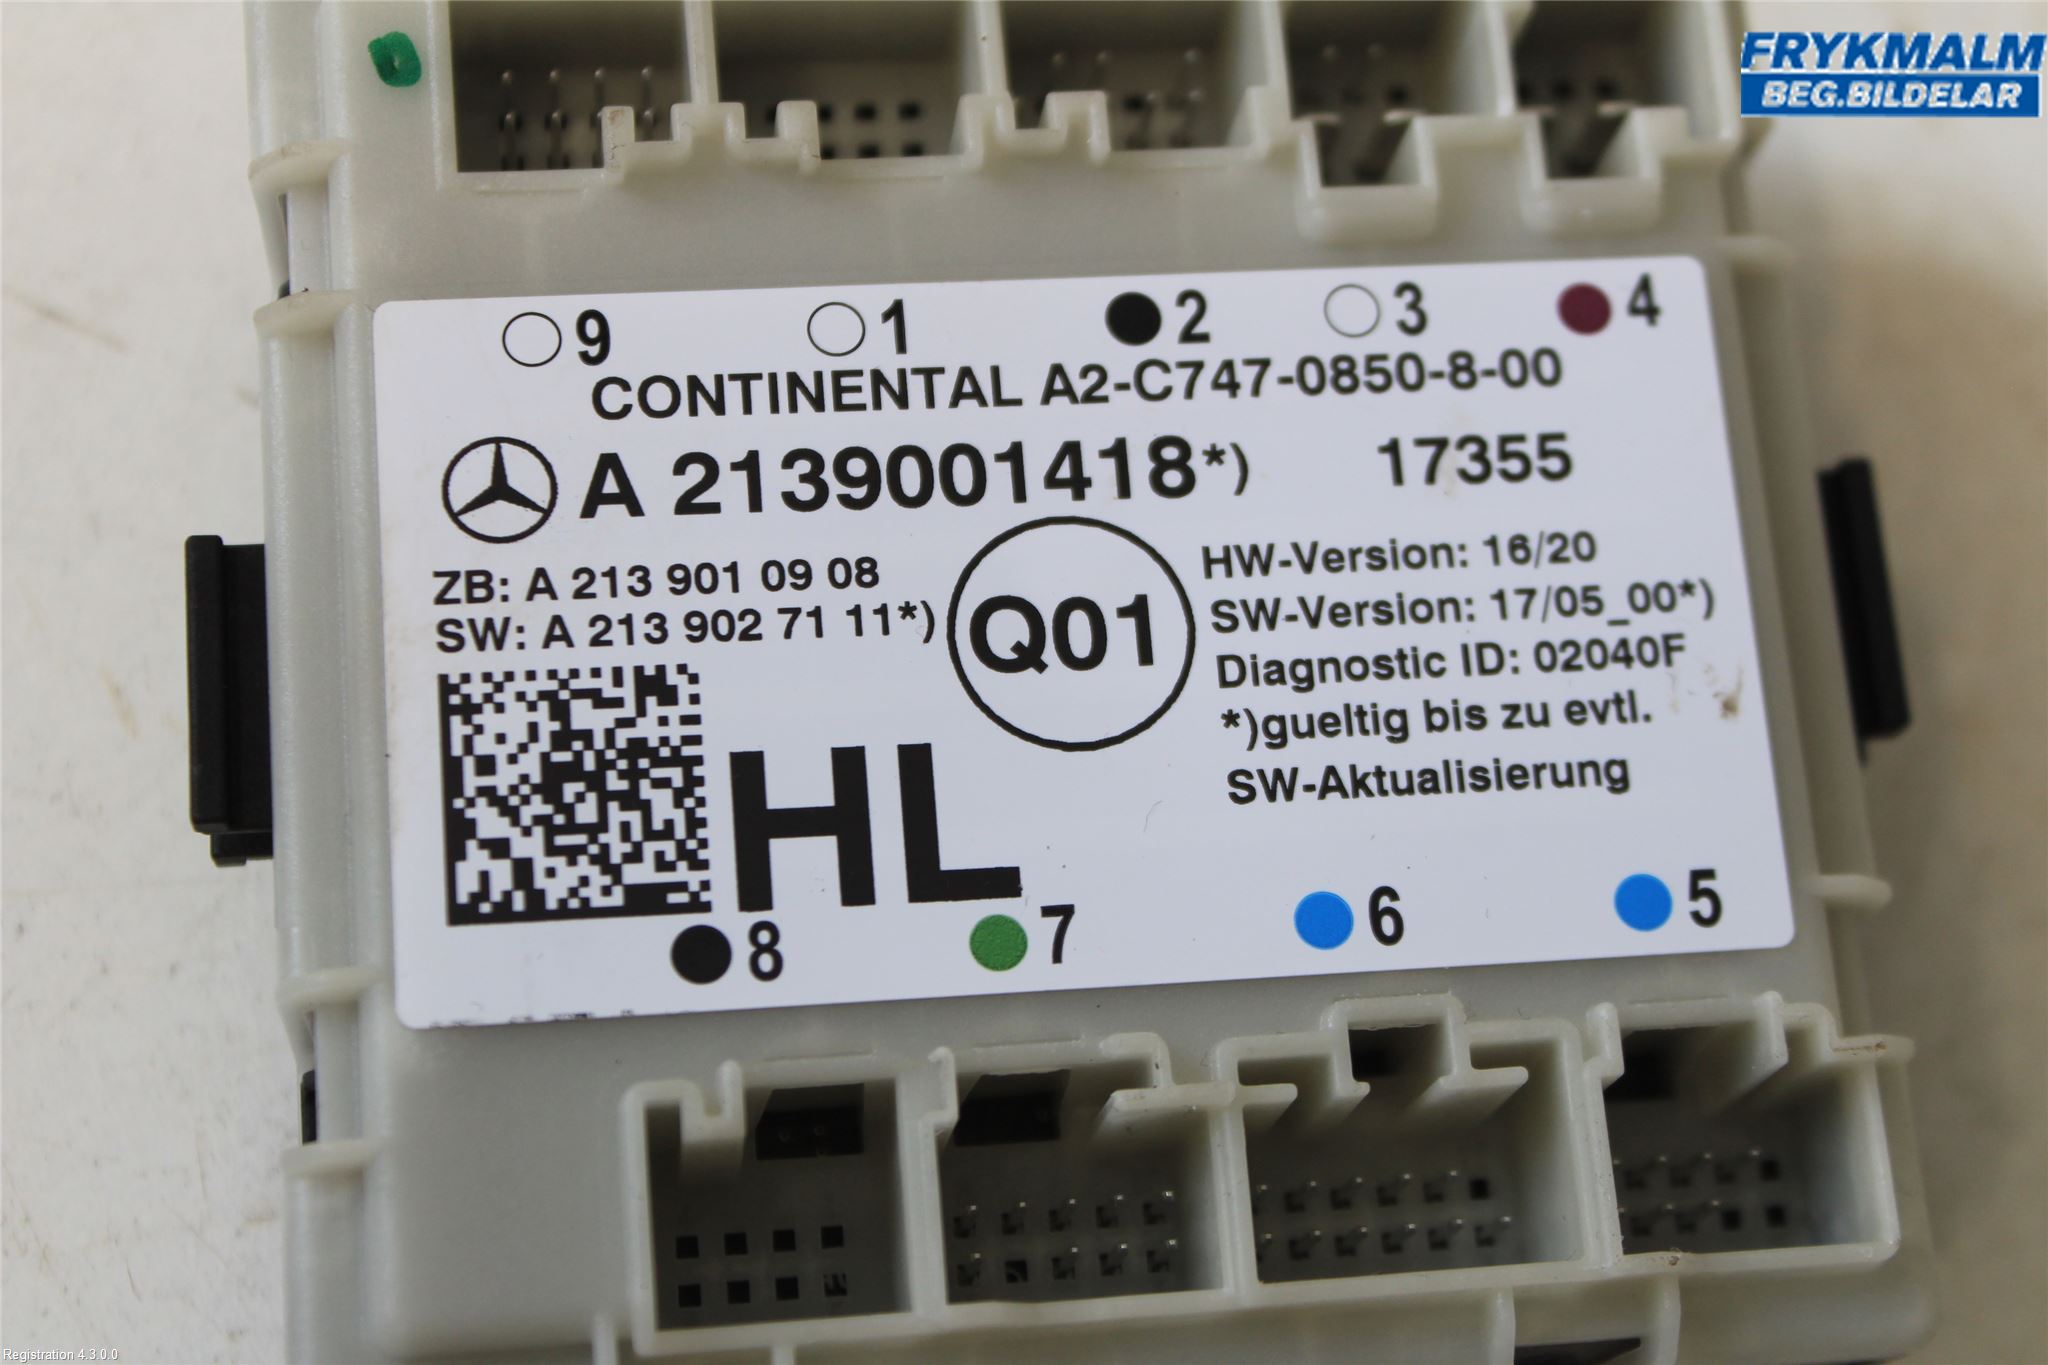 FRYKMALM
BEG.BILDELAR
9 1 2 3 4
CONTINENTAL A2-C747-0850-8-00
A 2139001418*) 17355
ZB: A 213 901 09 08
SW: A 213 902 71 11*)
Q01
HW-Version: 16/20
SW-Version: 17/05_00*)
Diagnostic ID: 02040F
*)gueltig bis zu evtl.
SW-Aktualisierung
HL
8 7 6 5
Registration 4.3.0.0